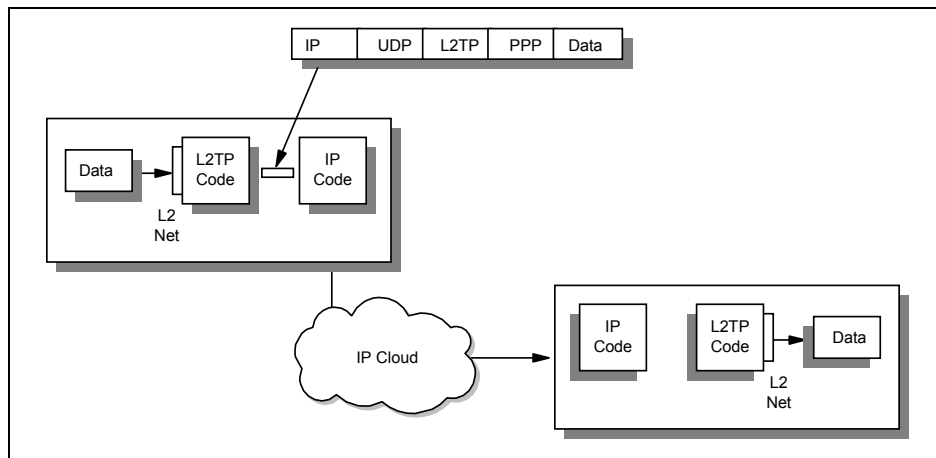 IP UDP L2TP PPP Data
Data
L2TP
Code
IP
Code
L2
Net
IP Cloud
IP
Code
L2TP
Code
Data
L2
Net